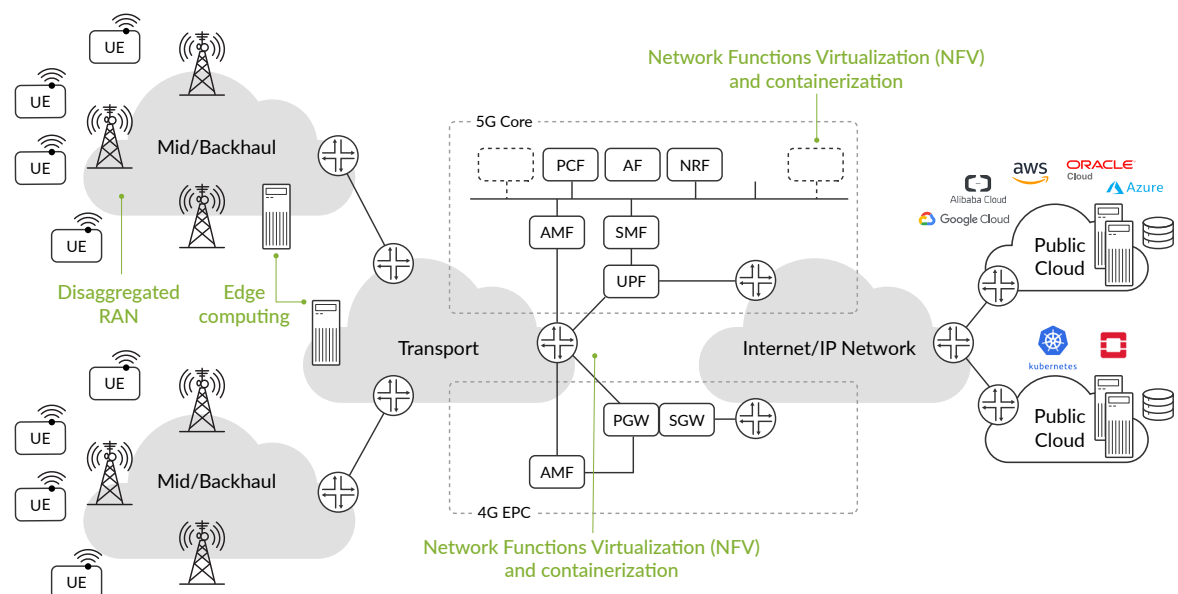 UE
UE
UE
UE
Mid/Backhaul
Disaggregated
RAN
Edge
computing
UE
UE
UE
UE
Mid/Backhaul
Transport
Network Functions Virtualization (NFV)
and containerization
5G Core
PCF
AF
NRF
AMF
SMF
UPF
PGW
SGW
AMF
4G EPC
Network Functions Virtualization (NFV)
and containerization
Internet/IP Network
aws
ORACLE
Cloud
Alibaba Cloud
Azure
Google Cloud
Public
Cloud
kubernetes
Public
Cloud